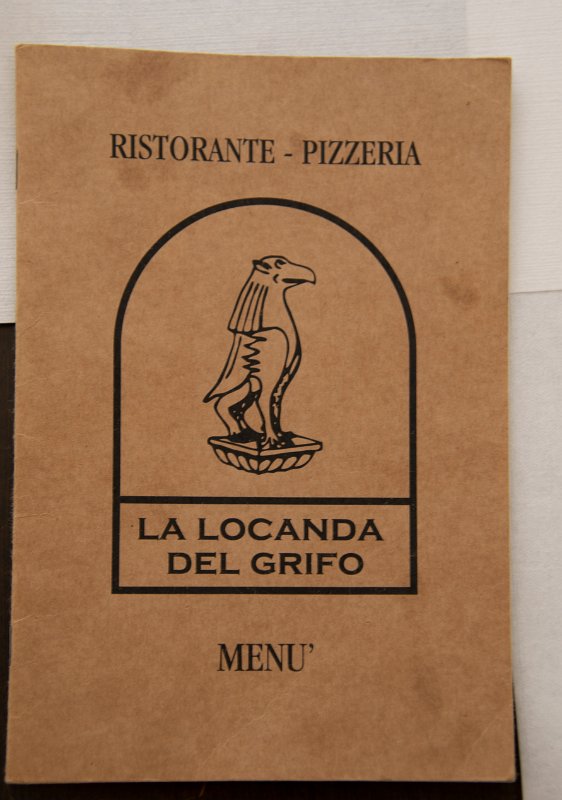 RISTORANTE - PIZZERIA
LA LOCANDA
DEL GRIFO
MENU'